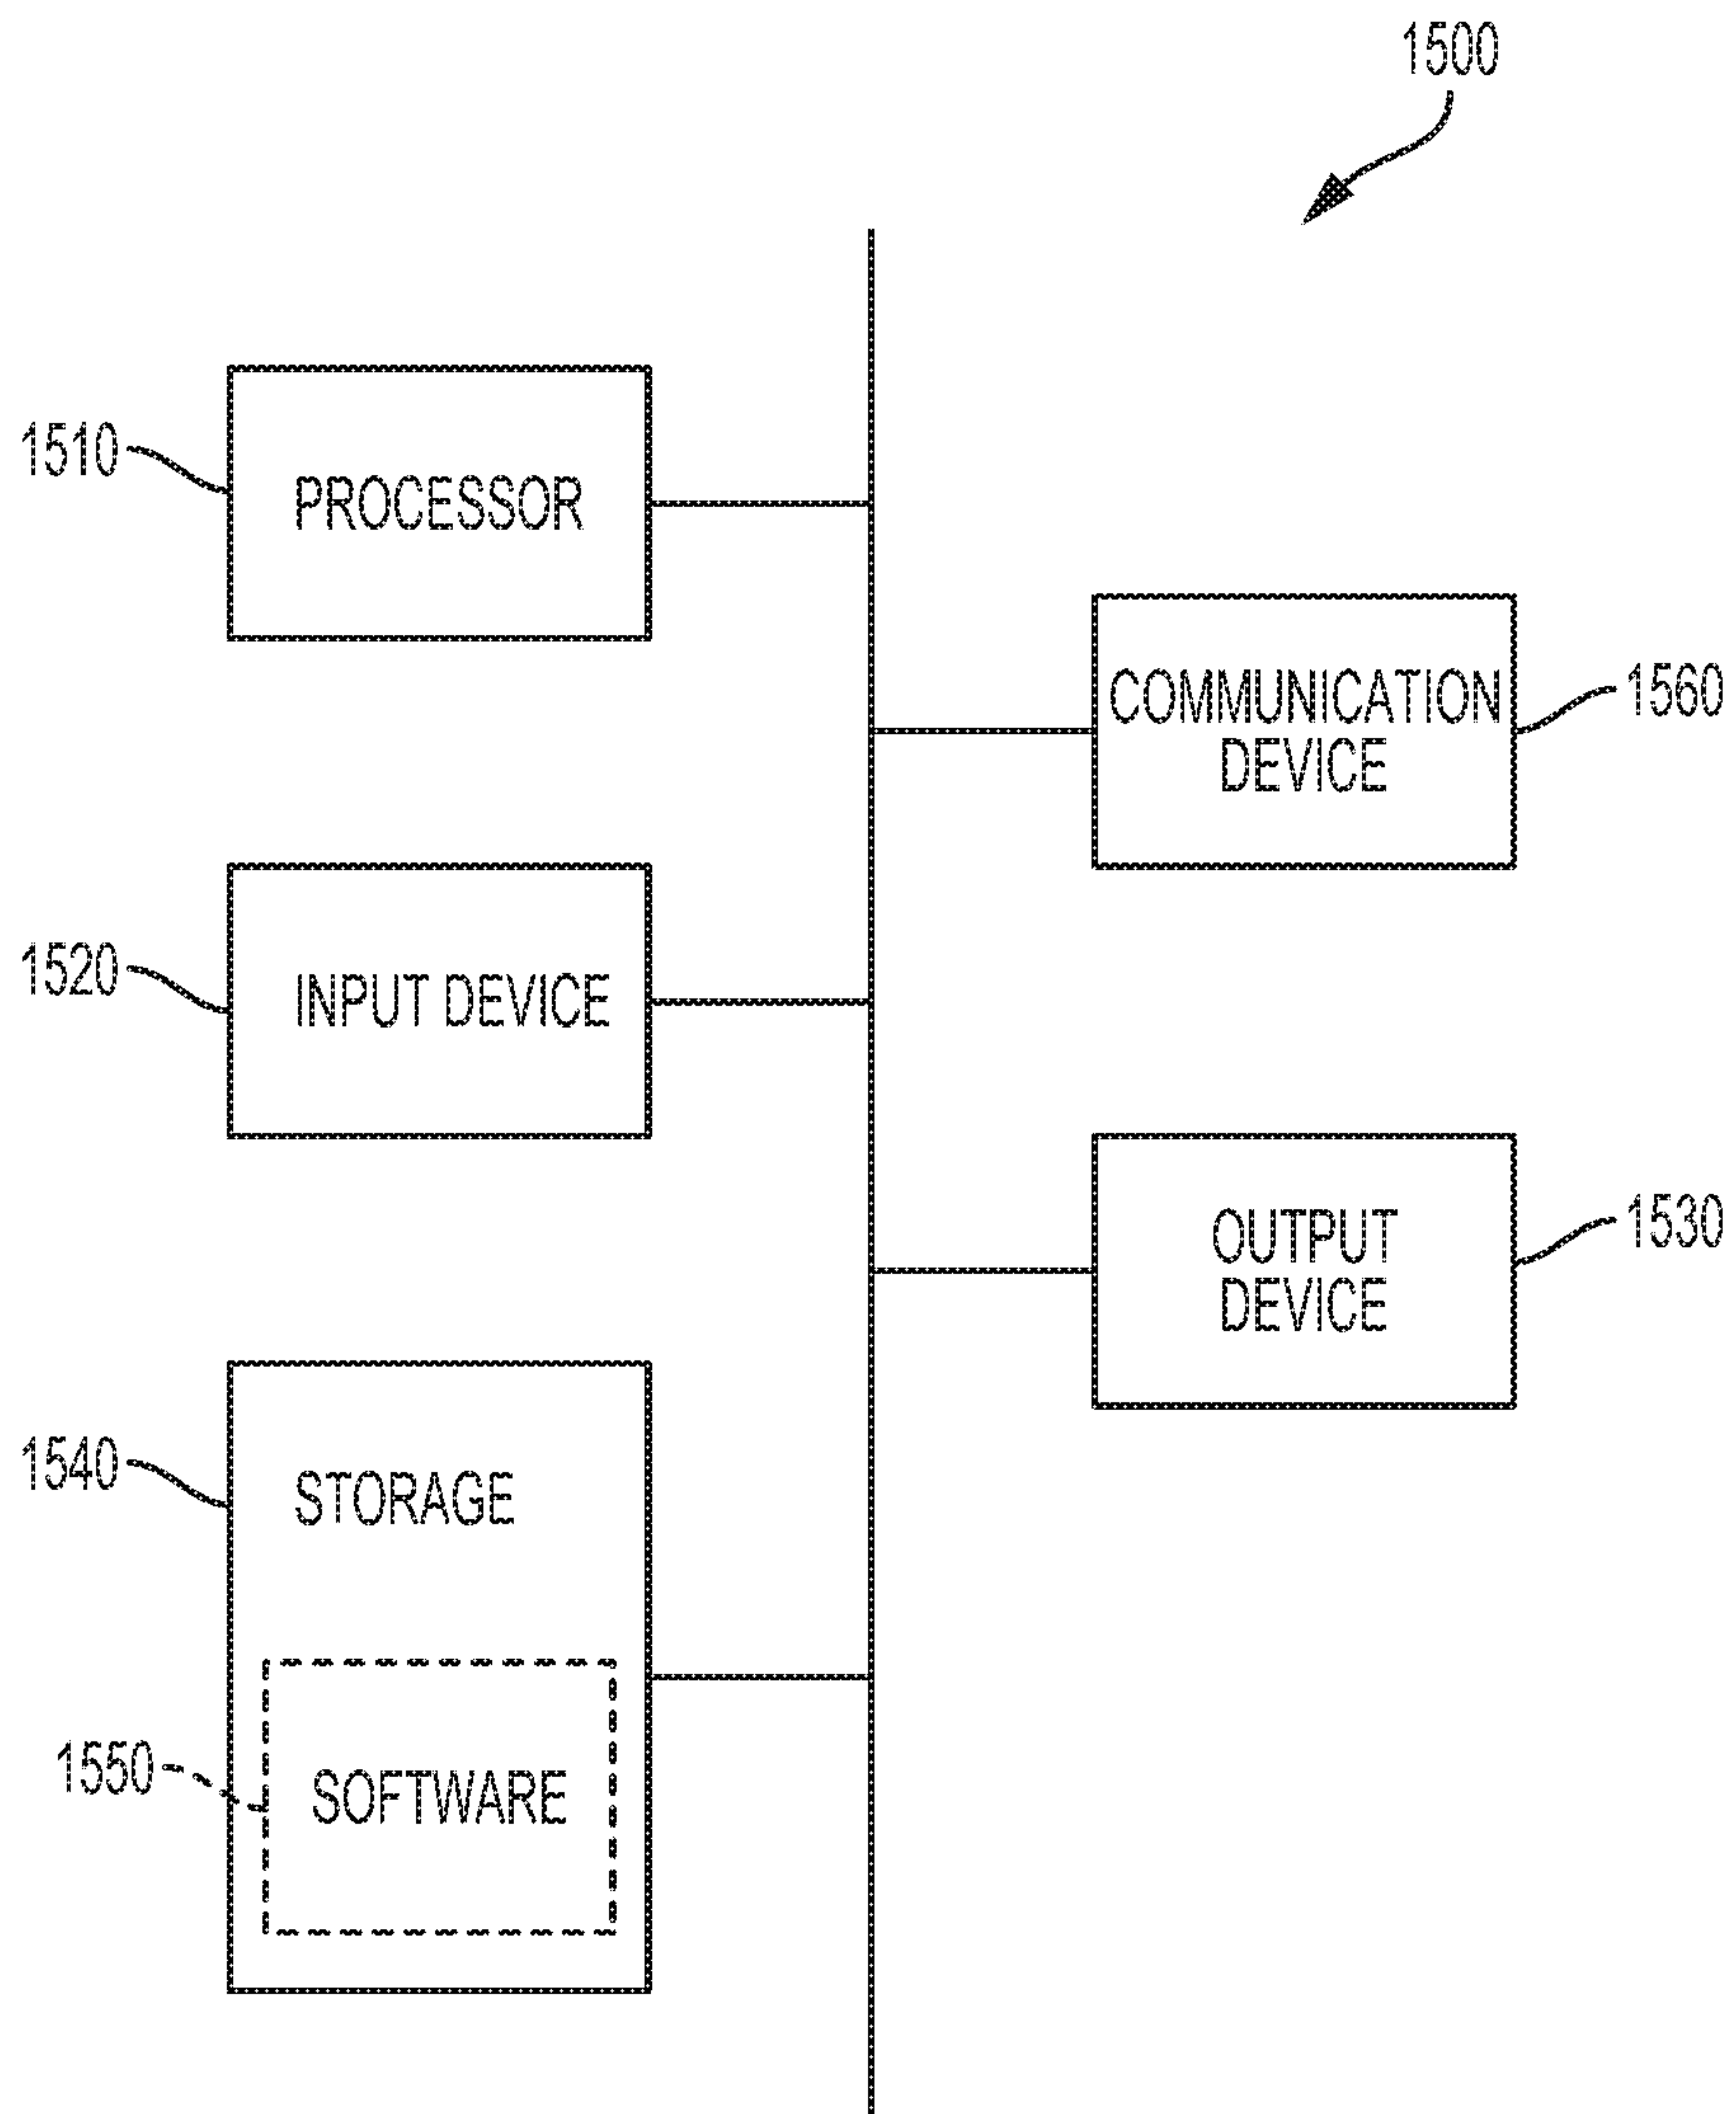 1500
1510
PROCESSOR
COMMUNICATION
DEVICE
1560
1520
INPUT DEVICE
OUTPUT
DEVICE
1530
1540
STORAGE
1550
SOFTWARE